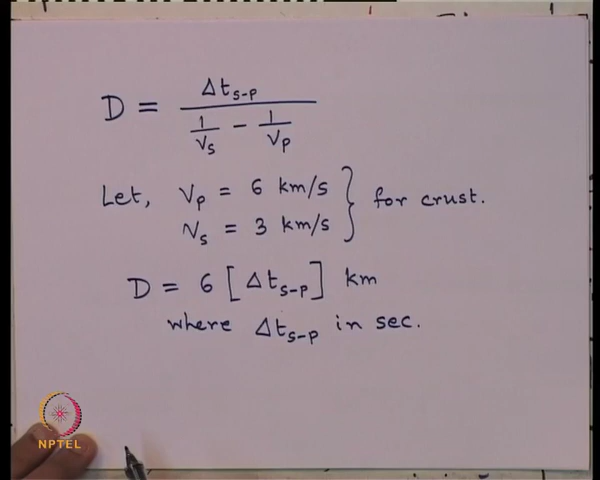 D = Δt_{s-p} / (1/V_s − 1/V_p)
Let, V_p = 6 km/s
V_s = 3 km/s } for crust.
D = 6 [Δt_{s-p}] km
where Δt_{s-p} in sec.
NPTEL